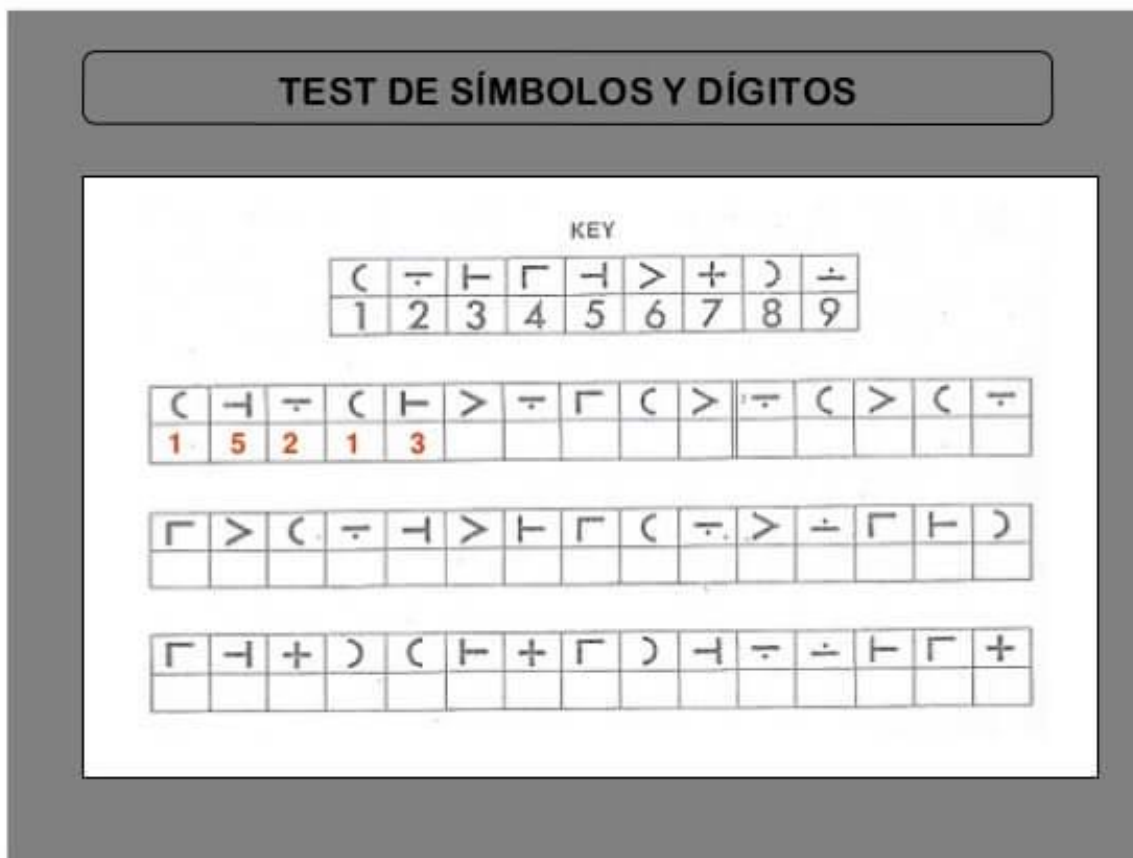 TEST DE SÍMBOLOS Y DÍGITOS
KEY
( ⨪ ⊢ Γ ⊣ > + ) ∸
1 2 3 4 5 6 7 8 9
( ⊣ ⨪ ( ⊢ > ⨪ Γ ( > ⨪ ( > ( ⨪
1 5 2 1 3
Γ > ( ⨪ ⊣ > ⊢ Γ ( ⨪ > ∸ Γ ⊢ )
Γ ⊣ + ) ( ⊢ + Γ ) ⊣ ⨪ ∸ ⊢ Γ +